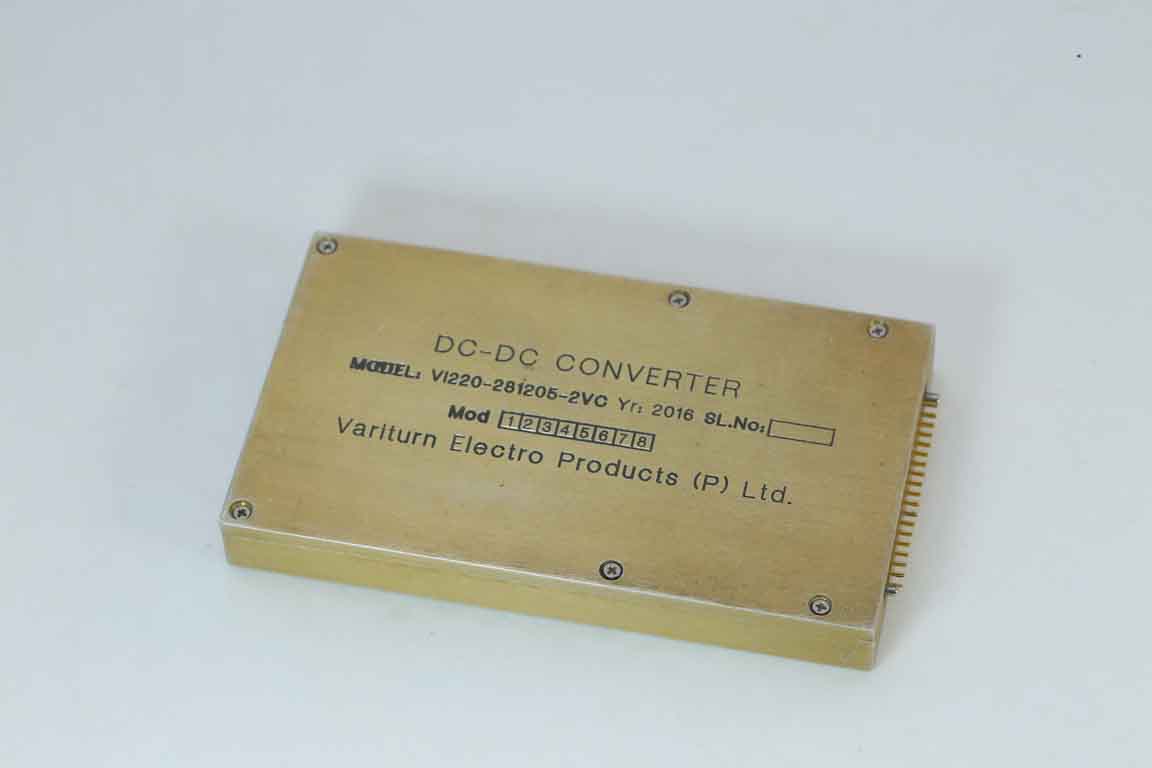 DC-DC CONVERTER
MODEL: VI220-281205-2VC Yr: 2016 SL.No:
Mod 1 2 3 4 5 6 7 8
Variturn Electro Products (P) Ltd.